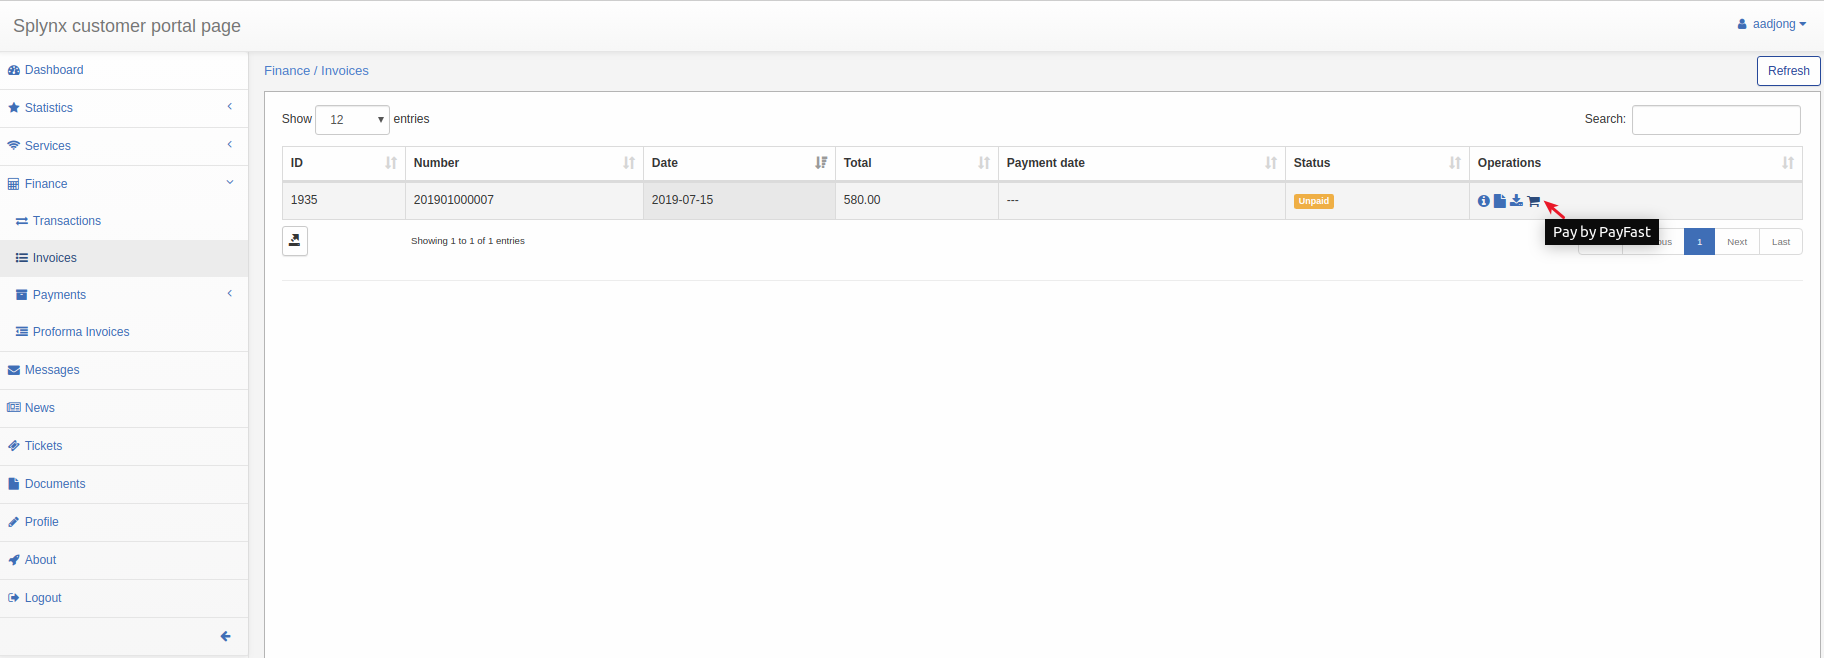 Splynx customer portal page
aadjong
Dashboard
Statistics
Services
Finance
Transactions
Invoices
Payments
Proforma Invoices
Messages
News
Tickets
Documents
Profile
About
Logout
Finance / Invoices
Refresh
Show 12 entries
Search:
ID Number Date Total Payment date Status Operations
1935 201901000007 2019-07-15 580.00 --- Unpaid
Pay by PayFast
Showing 1 to 1 of 1 entries
1 Next Last